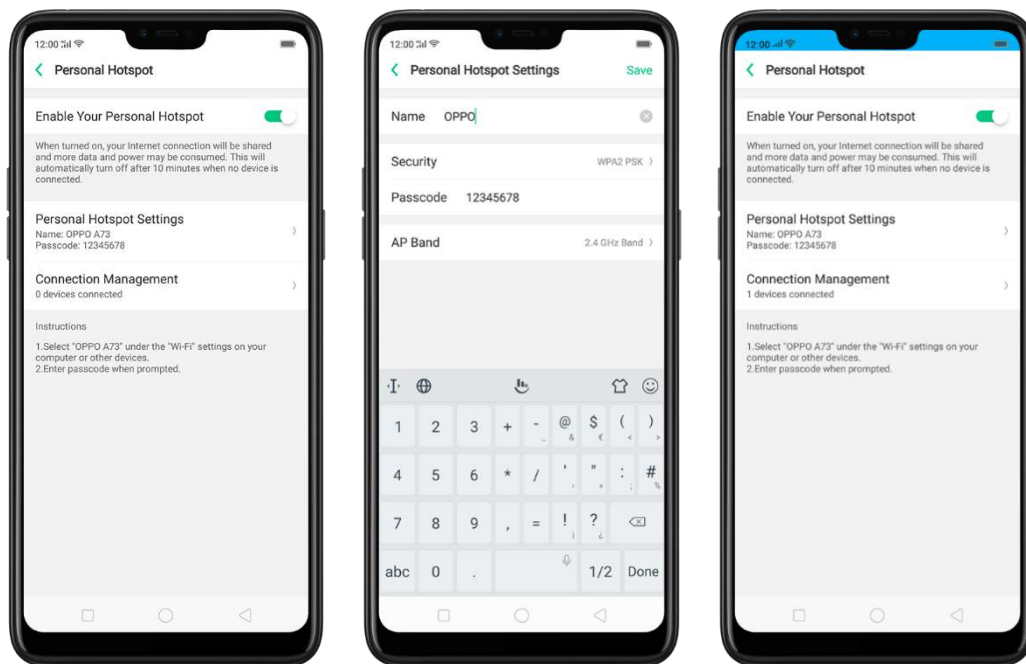 12:00
Personal Hotspot
Enable Your Personal Hotspot
When turned on, your Internet connection will be shared
and more data and power may be consumed. This will
automatically turn off after 10 minutes when no device is
connected.
Personal Hotspot Settings
Name: OPPO A73
Passcode: 12345678
Connection Management
0 devices connected
Instructions
1.Select "OPPO A73" under the "Wi-Fi" settings on your
computer or other devices.
2.Enter passcode when prompted.
12:00
Personal Hotspot Settings Save
Name OPPO
Security WPA2 PSK
Passcode 12345678
AP Band 2.4 GHz Band
1 2 3 + - _ @ & $ € ( < ) >
4 5 6 * / ' " : ; # %
7 8 9 , = ! ¡ ? ¿
abc 0 . 1/2 Done
12:00
Personal Hotspot
Enable Your Personal Hotspot
When turned on, your Internet connection will be shared
and more data and power may be consumed. This will
automatically turn off after 10 minutes when no device is
connected.
Personal Hotspot Settings
Name: OPPO A73
Passcode: 12345678
Connection Management
1 devices connected
Instructions
1.Select "OPPO A73" under the "Wi-Fi" settings on your
computer or other devices.
2.Enter passcode when prompted.